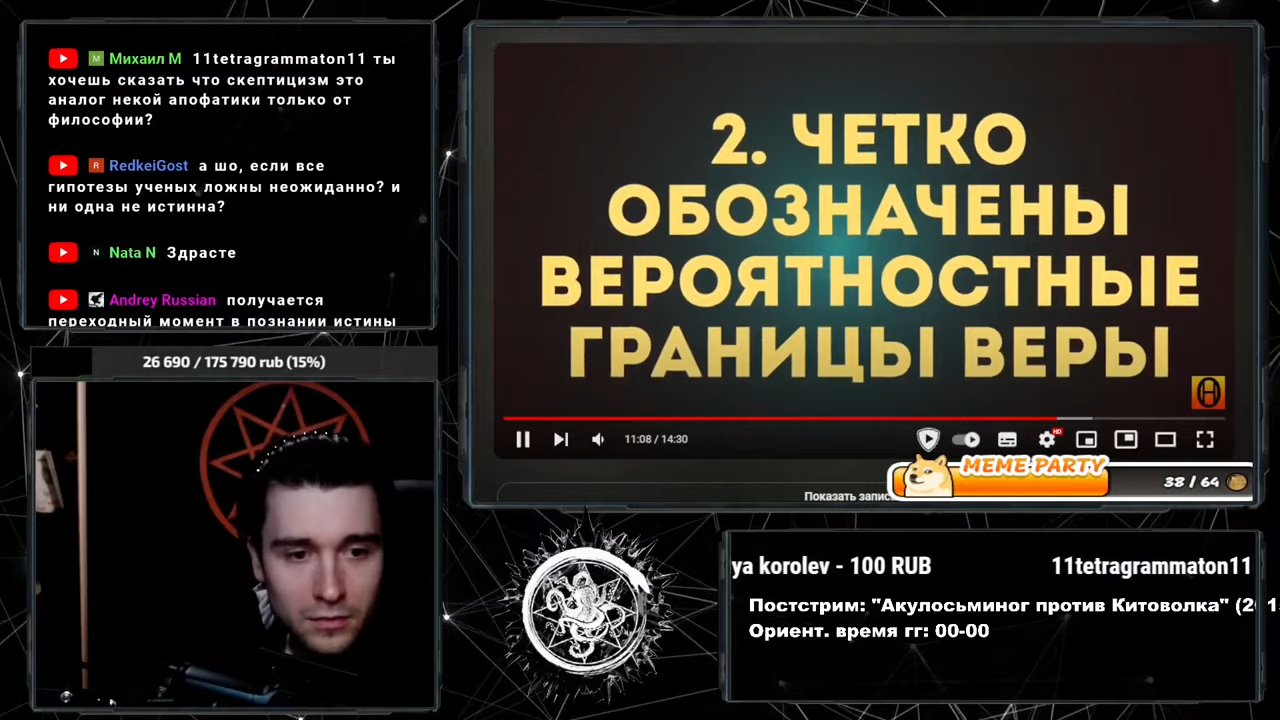 Михаил М 11tetragrammaton11 ты
хочешь сказать что скептицизм это
аналог некой апофатики только от
философии?
RedkeiGost а шо, если все
гипотезы ученых ложны неожиданно? и
ни одна не истинна?
Nata N Здрасте
Andrey Russian получается
переходный момент в познании истины
26 690 / 175 790 rub (15%)
2. ЧЕТКО
ОБОЗНАЧЕНЫ
ВЕРОЯТНОСТНЫЕ
ГРАНИЦЫ ВЕРЫ
11:08 / 14:30
HD
MEME PARTY
38 / 64
Показать запис
ya korolev - 100 RUB 11tetragrammaton11
Постстрим: "Акулосьминог против Китоволка" (2
Ориент. время гг: 00-00